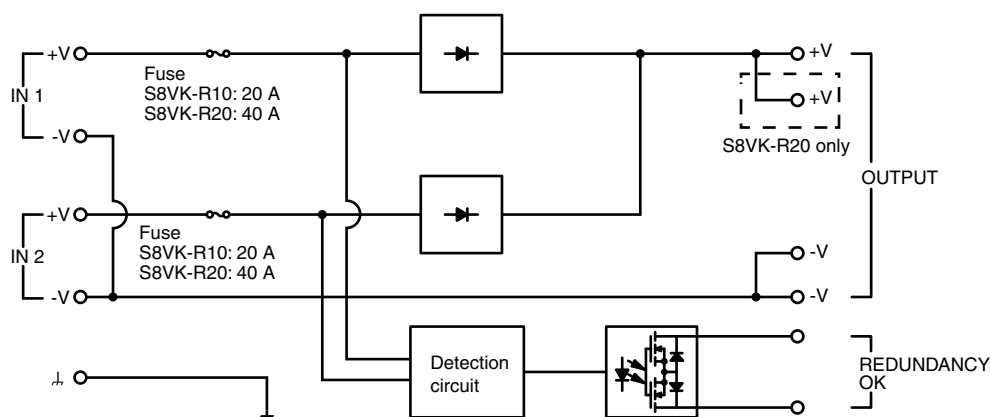 +V
Fuse
S8VK-R10: 20 A
S8VK-R20: 40 A
IN 1
-V
+V
+V
S8VK-R20 only
OUTPUT
+V
Fuse
S8VK-R10: 20 A
S8VK-R20: 40 A
IN 2
-V
-V
-V
Detection
circuit
REDUNDANCY
OK